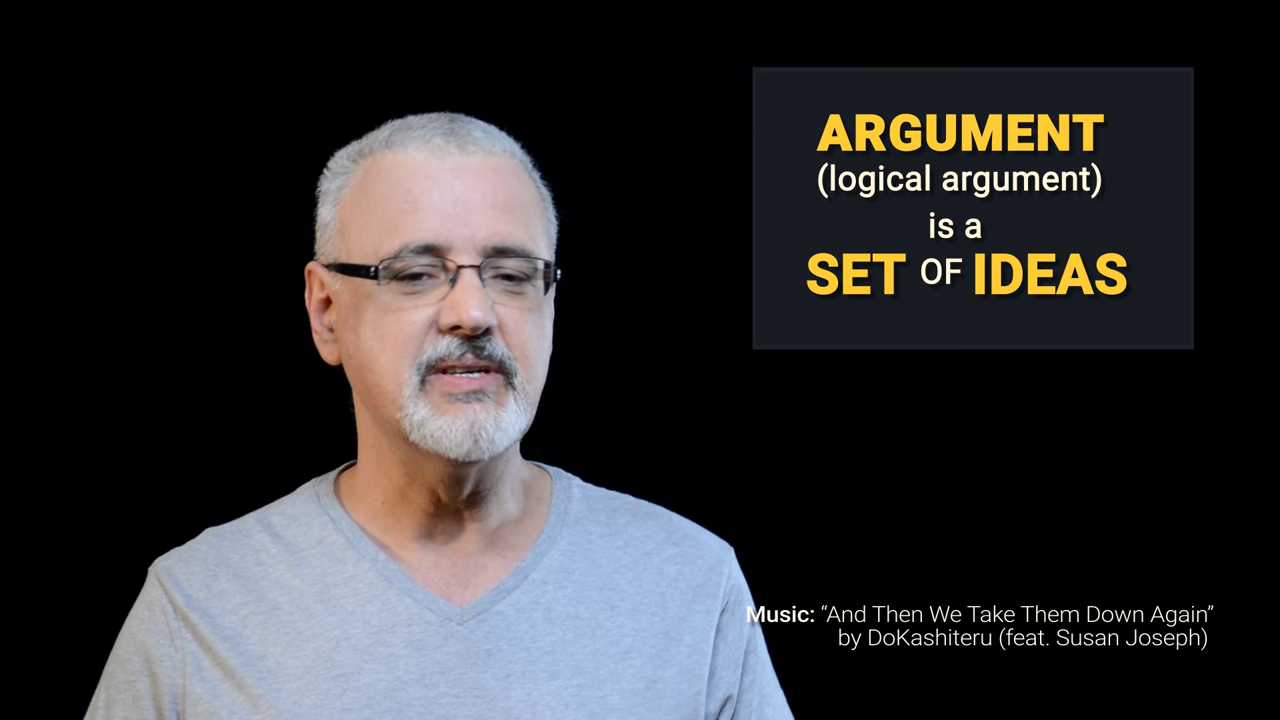 ARGUMENT
(logical argument)
is a
SET OF IDEAS
Music: “And Then We Take Them Down Again”
by DoKashiteru (feat. Susan Joseph)